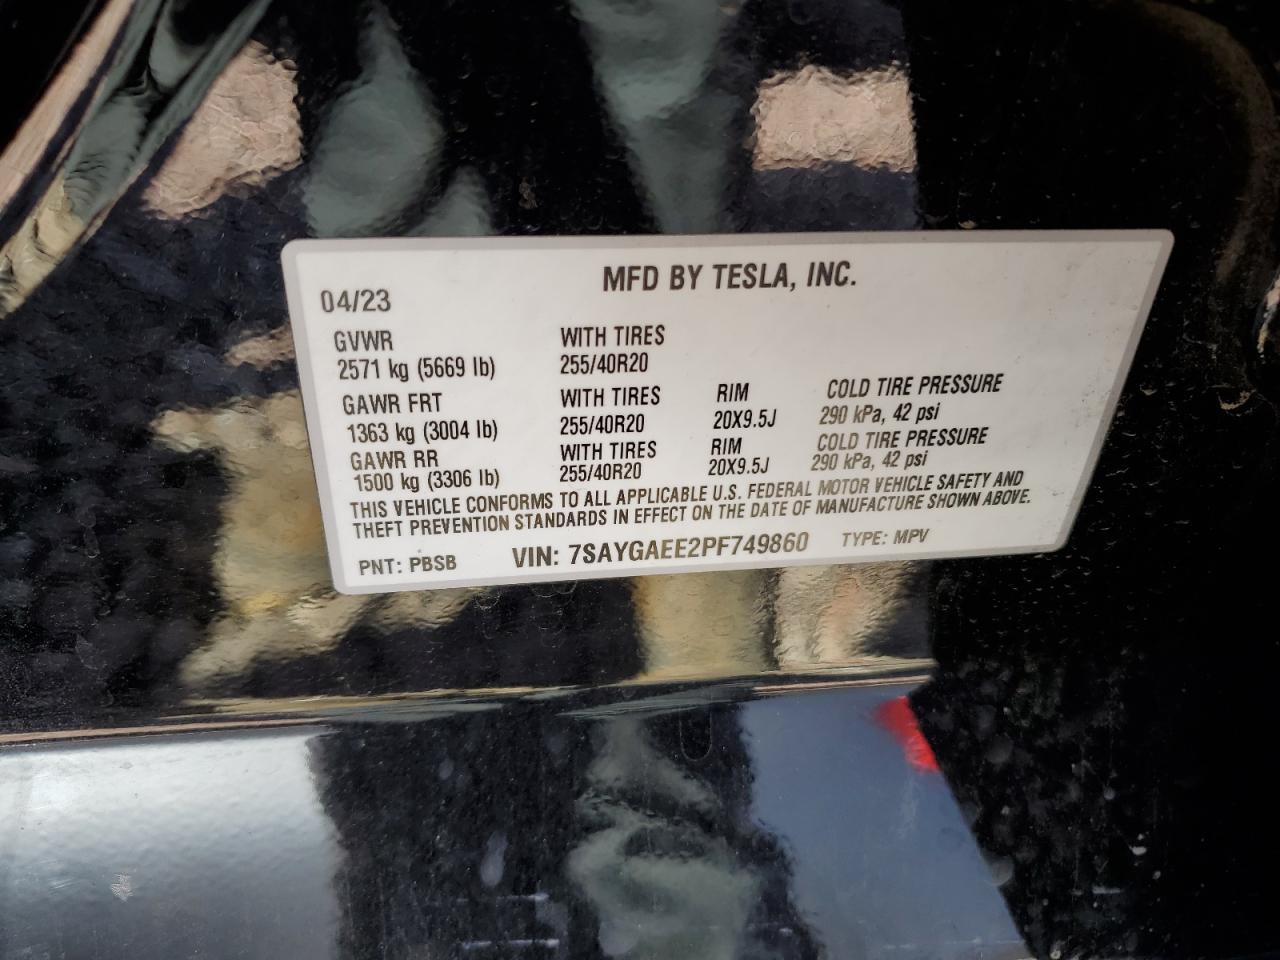 MFD BY TESLA, INC.
04/23
GVWR WITH TIRES
2571 kg (5669 lb) 255/40R20
GAWR FRT WITH TIRES RIM COLD TIRE PRESSURE
1363 kg (3004 lb) 255/40R20 20X9.5J 290 kPa, 42 psi
GAWR RR WITH TIRES RIM COLD TIRE PRESSURE
1500 kg (3306 lb) 255/40R20 20X9.5J 290 kPa, 42 psi
THIS VEHICLE CONFORMS TO ALL APPLICABLE U.S. FEDERAL MOTOR VEHICLE SAFETY AND
THEFT PREVENTION STANDARDS IN EFFECT ON THE DATE OF MANUFACTURE SHOWN ABOVE.
PNT: PBSB VIN: 7SAYGAEE2PF749860 TYPE: MPV